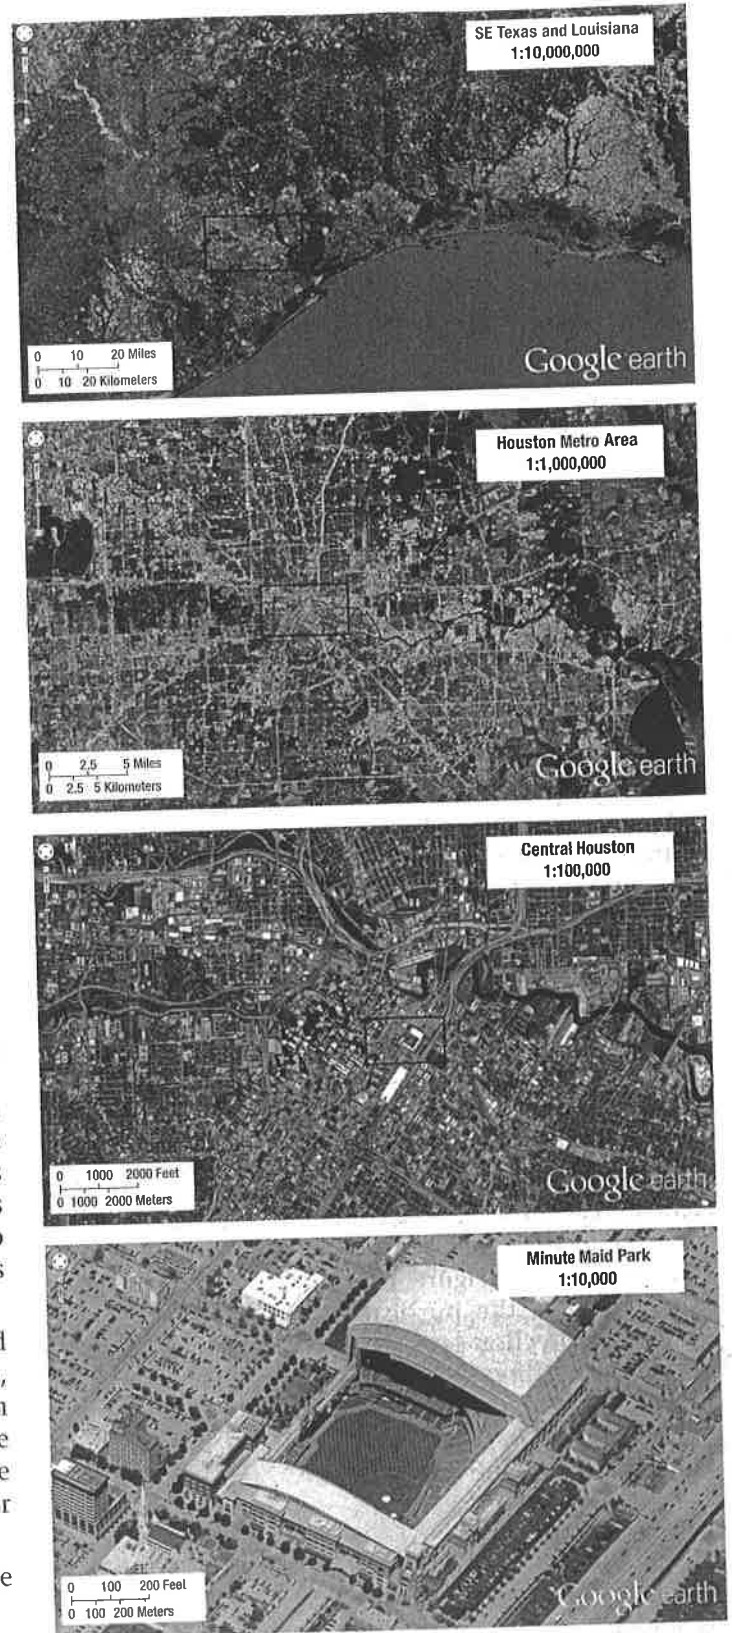 SE Texas and Louisiana
1:10,000,000
0 10 20 Miles
0 10 20 Kilometers
Google earth
Houston Metro Area
1:1,000,000
0 2.5 5 Miles
0 2.5 5 Kilometers
Google earth
Central Houston
1:100,000
0 1000 2000 Feet
0 1000 2000 Meters
Google earth
Minute Maid Park
1:10,000
0 100 200 Feet
0 100 200 Meters
Google earth